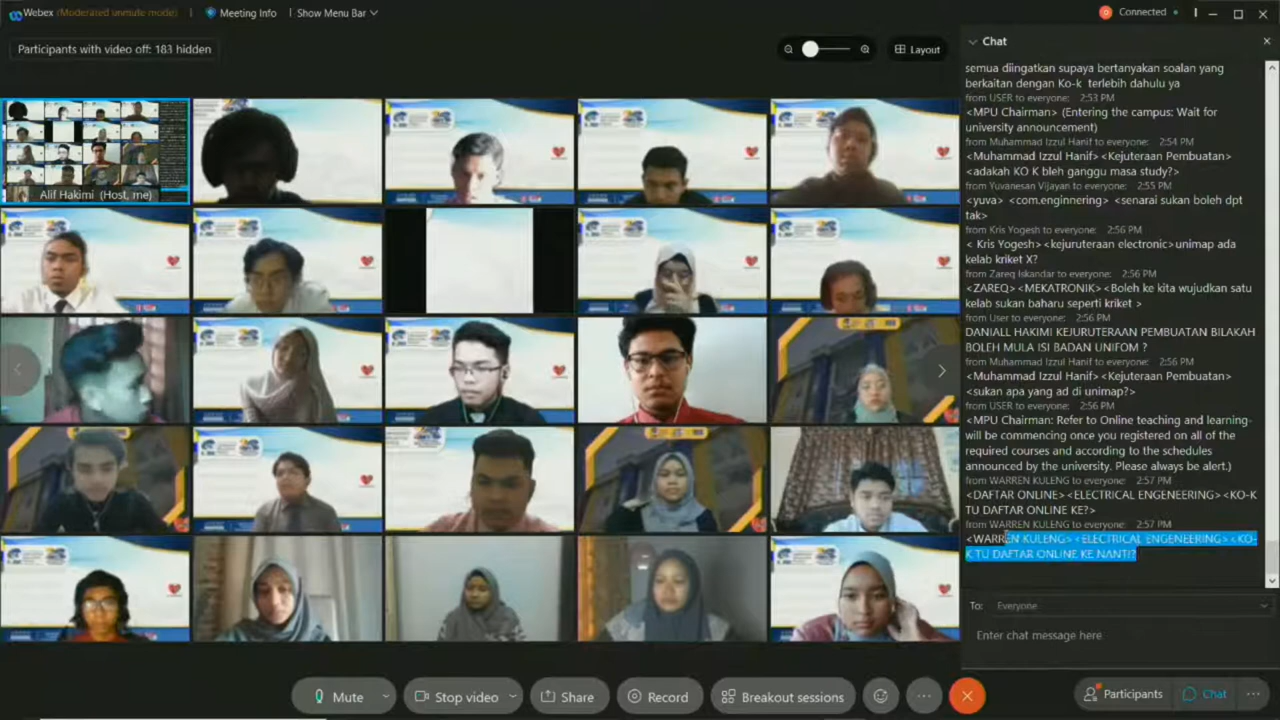 Webex (Moderated unmute mode)
Meeting Info
Show Menu Bar
Connected
Participants with video off: 183 hidden
Layout
Alif Hakimi (Host, me)
Chat
semua diingatkan supaya bertanyakan soalan yang
berkaitan dengan Ko-k terlebih dahulu ya
from USER to everyone: 2:53 PM
<MPU Chairman> (Entering the campus: Wait for
university announcement)
from Muhammad Izzul Hanif to everyone: 2:54 PM
<Muhammad Izzul Hanif><Kejuteraan Pembuatan>
<adakah KO K bleh ganggu masa study?>
from Yuvanesan Vijayan to everyone: 2:55 PM
<yuva> <com.enginnering> <senarai sukan boleh dpt
tak>
from Kris Yogesh to everyone: 2:56 PM
< Kris Yogesh><kejuruteraan electronic>unimap ada
kelab kriket X?
from Zareq Iskandar to everyone: 2:56 PM
<ZAREQ><MEKATRONIK><Boleh ke kita wujudkan satu
kelab sukan baharu seperti kriket >
from User to everyone: 2:56 PM
DANIALL HAKIMI KEJURUTERAAN PEMBUATAN BILAKAH
BOLEH MULA ISI BADAN UNIFOM ?
from Muhammad Izzul Hanif to everyone: 2:56 PM
<Muhammad Izzul Hanif><Kejuteraan Pembuatan>
<sukan apa yang ad di unimap?>
from USER to everyone: 2:56 PM
<MPU Chairman: Refer to Online teaching and learning-
will be commencing once you registered on all of the
required courses and according to the schedules
announced by the university. Please always be alert.)
from WARREN KULENG to everyone: 2:57 PM
<DAFTAR ONLINE><ELECTRICAL ENGENEERING><KO-K
TU DAFTAR ONLINE KE?>
from WARREN KULENG to everyone: 2:57 PM
<WARREN KULENG> <ELECTRICAL ENGENEERING> <KO-
K TU DAFTAR ONLINE KE NANTI?
To: Everyone
Enter chat message here
Mute
Stop video
Share
Record
Breakout sessions
Participants
Chat